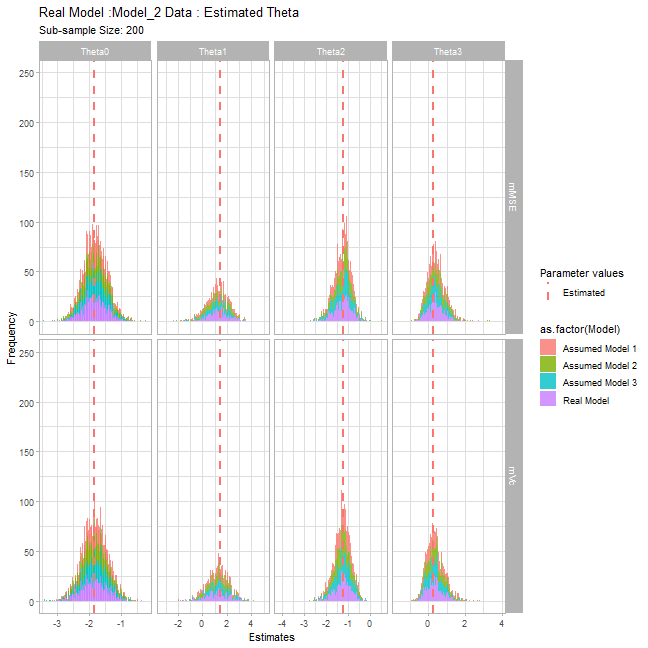 Real Model :Model_2 Data : Estimated Theta
Sub-sample Size: 200
Theta0 Theta1 Theta2 Theta3
250
200
150
100
50
0
mMSE
Frequency
250
200
150
100
50
0
mVc
-3 -2 -1 -2 0 2 4 -4 -3 -2 -1 0 0 2 4
Estimates
Parameter values
Estimated
as.factor(Model)
Assumed Model 1
Assumed Model 2
Assumed Model 3
Real Model